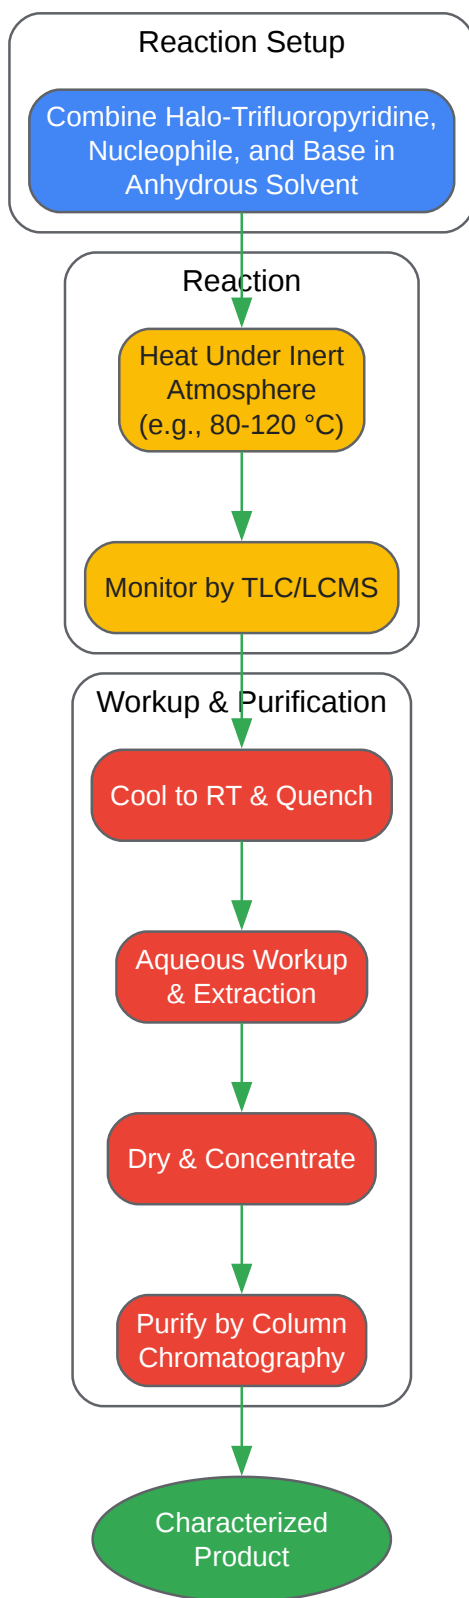 Reaction Setup
Combine Halo-Trifluoropyridine,
Nucleophile, and Base in
Anhydrous Solvent
Reaction
Heat Under Inert
Atmosphere
(e.g., 80-120 °C)
Monitor by TLC/LCMS
Workup & Purification
Cool to RT & Quench
Aqueous Workup
& Extraction
Dry & Concentrate
Purify by Column
Chromatography
Characterized
Product